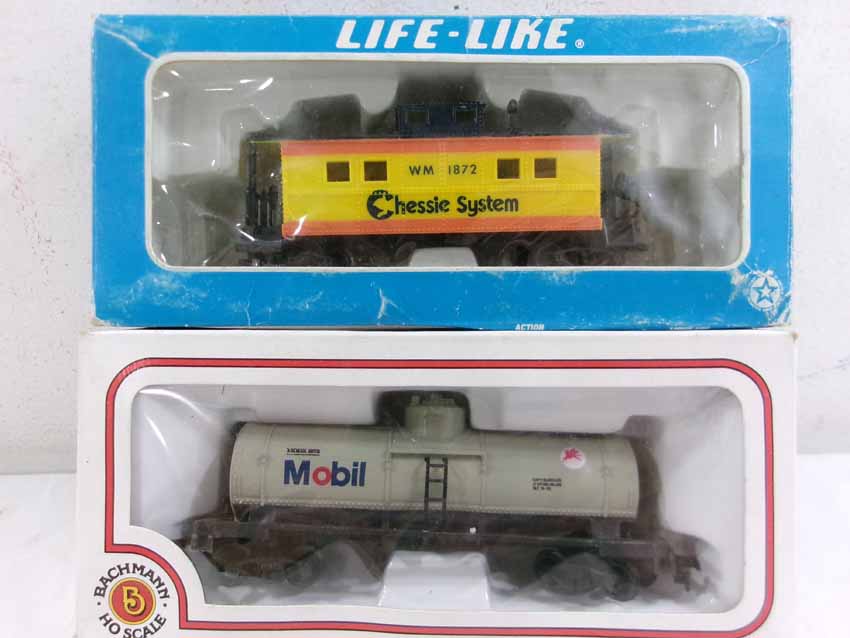 LIFE-LIKE®
WM 1872
Chessie System
ACTION
Mobil
BACHMANN
B
HO SCALE